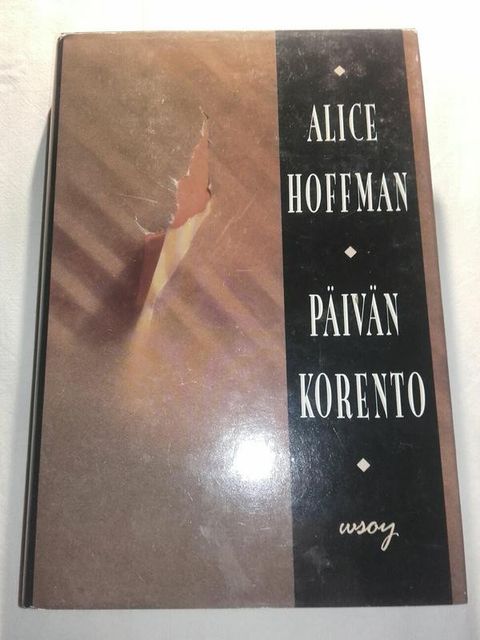 ALICE
HOFFMAN
PÄIVÄN
KORENTO
wsoy